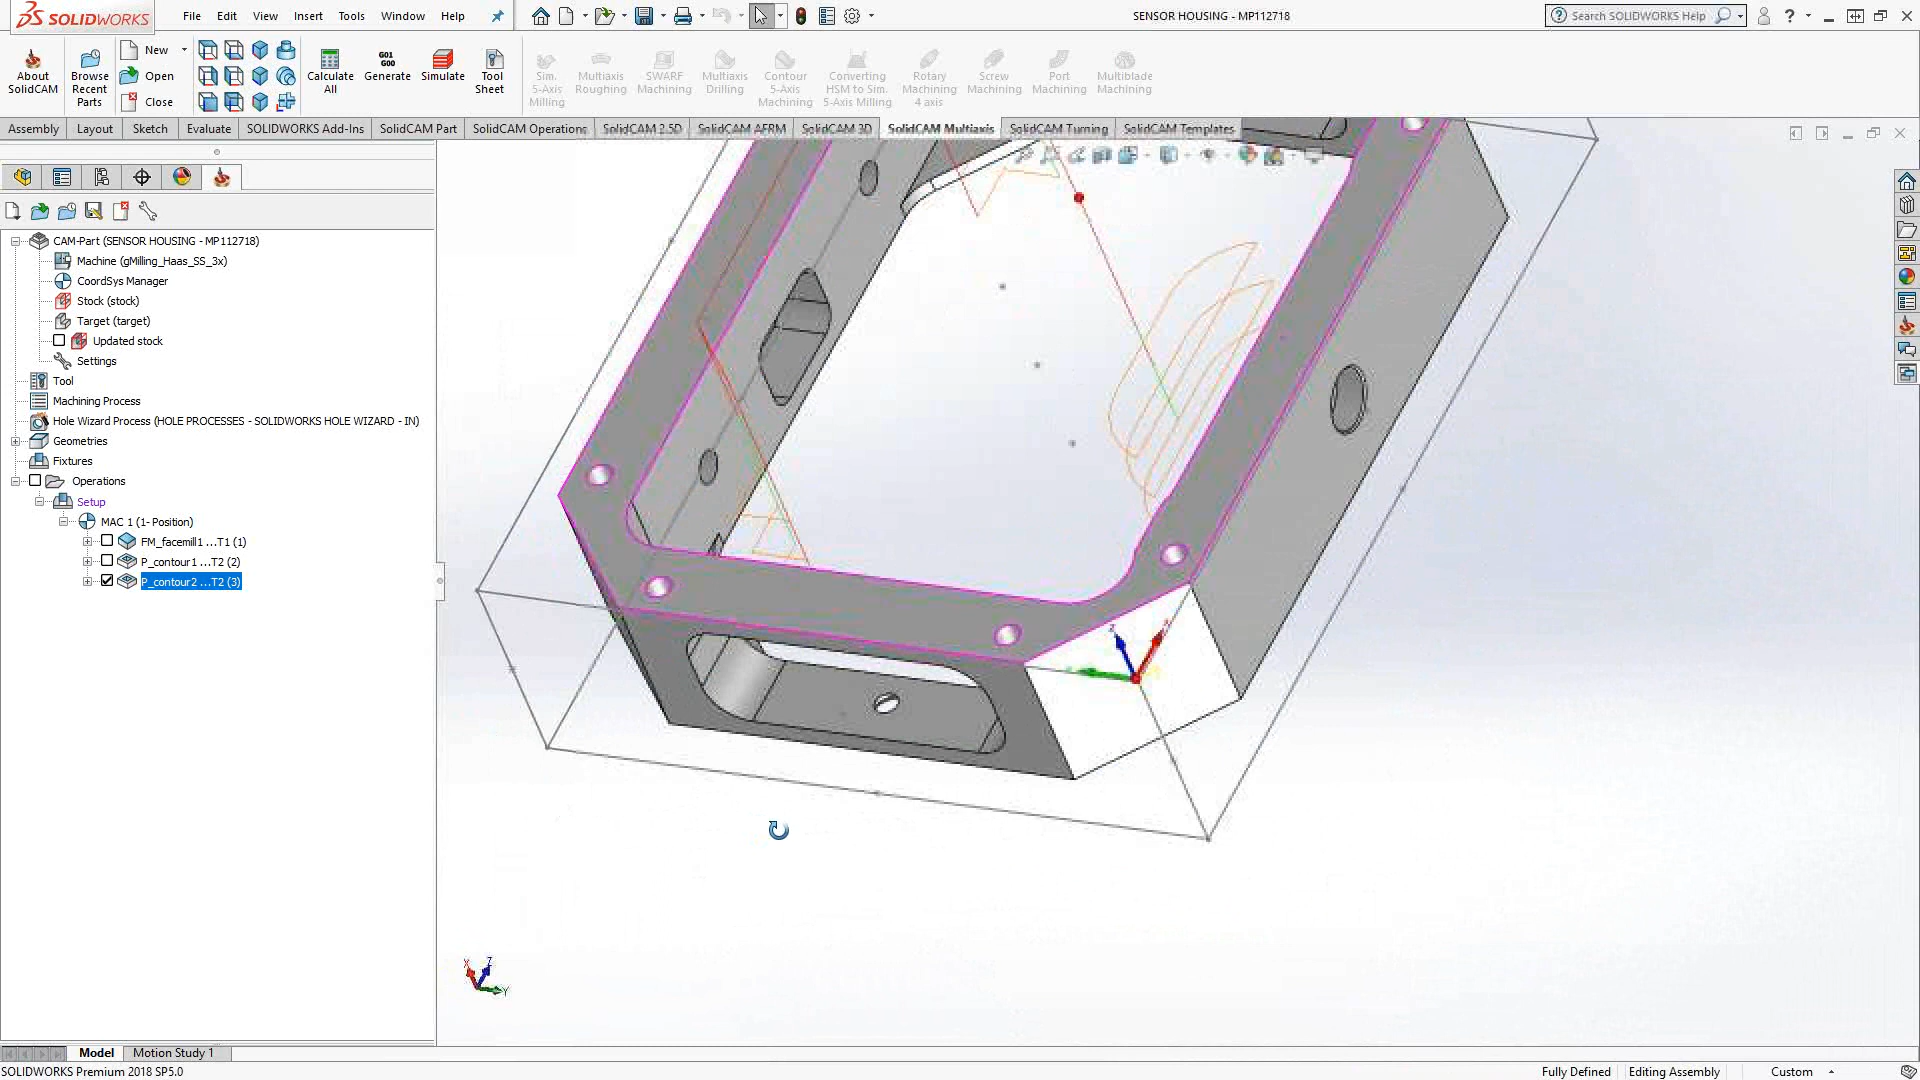 SOLIDWORKS
File Edit View Insert Tools Window Help
SENSOR HOUSING - MP112718
Search SOLIDWORKS Help
About SolidCAM
Browse Recent Parts
New
Open
Close
Calculate All
G01 G00
Generate
Simulate
Tool Sheet
Sim. 5-Axis Milling
Multiaxis Roughing
SWARF Machining
Multiaxis Drilling
Contour 5-Axis Machining
Converting HSM to Sim. 5-Axis Milling
Rotary Machining 4 axis
Screw Machining
Port Machining
Multiblade Machining
Assembly Layout Sketch Evaluate SOLIDWORKS Add-Ins SolidCAM Part SolidCAM Operations SolidCAM 2.5D SolidCAM AFRM SolidCAM 3D SolidCAM Multiaxis SolidCAM Turning SolidCAM Templates
CAM-Part (SENSOR HOUSING - MP112718)
Machine (gMilling_Haas_SS_3x)
CoordSys Manager
Stock (stock)
Target (target)
Updated stock
Settings
Tool
Machining Process
Hole Wizard Process (HOLE PROCESSES - SOLIDWORKS HOLE WIZARD - IN)
Geometries
Fixtures
Operations
Setup
MAC 1 (1- Position)
FM_facemill1 ...T1 (1)
P_contour1 ...T2 (2)
P_contour2 ...T2 (3)
Z X
X Z Y
Model Motion Study 1
SOLIDWORKS Premium 2018 SP5.0
Fully Defined Editing Assembly Custom